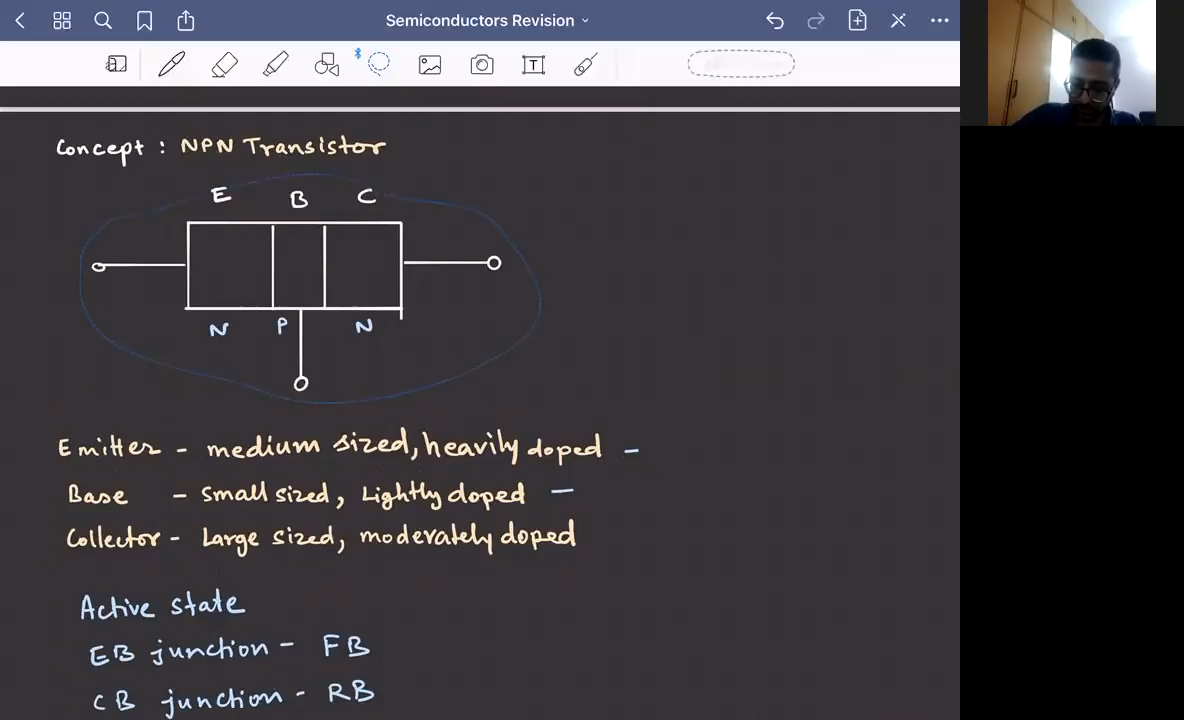 Semiconductors Revision
T
Concept : NPN Transistor
E B C
N P N
Emitter - medium sized, heavily doped -
Base - Small sized, Lightly doped -
Collector - Large sized, moderately doped
Active state
EB junction - FB
CB junction - RB